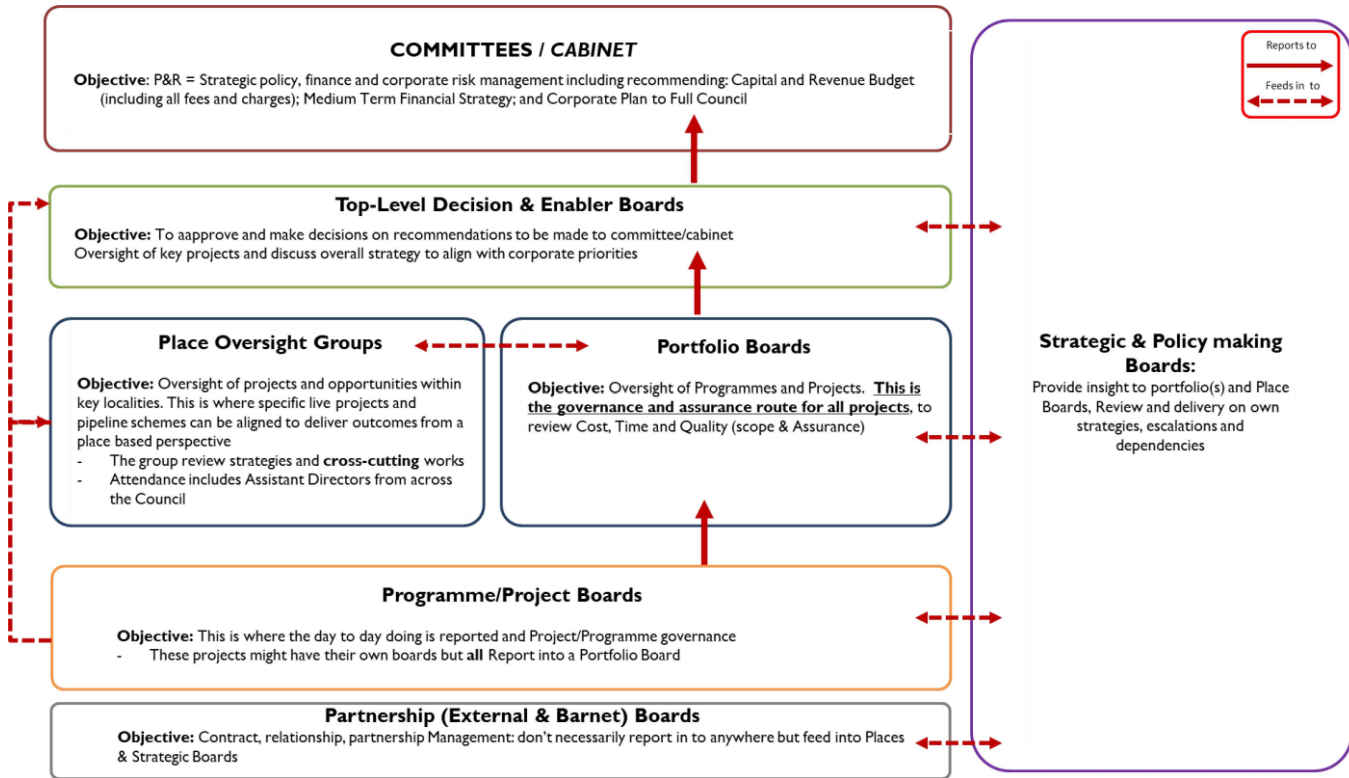 COMMITTEES / CABINET
Objective: P&R = Strategic policy, finance and corporate risk management including recommending: Capital and Revenue Budget
(including all fees and charges); Medium Term Financial Strategy; and Corporate Plan to Full Council
Reports to
Feeds in to
Top-Level Decision & Enabler Boards
Objective: To aapprove and make decisions on recommendations to be made to committee/cabinet
Oversight of key projects and discuss overall strategy to align with corporate priorities
Place Oversight Groups
Objective: Oversight of projects and opportunities within
key localities. This is where specific live projects and
pipeline schemes can be aligned to deliver outcomes from a
place based perspective
- The group review strategies and cross-cutting works
- Attendance includes Assistant Directors from across
the Council
Portfolio Boards
Objective: Oversight of Programmes and Projects. This is
the governance and assurance route for all projects, to
review Cost, Time and Quality (scope & Assurance)
Strategic & Policy making
Boards:
Provide insight to portfolio(s) and Place
Boards, Review and delivery on own
strategies, escalations and
dependencies
Programme/Project Boards
Objective: This is where the day to day doing is reported and Project/Programme governance
- These projects might have their own boards but all Report into a Portfolio Board
Partnership (External & Barnet) Boards
Objective: Contract, relationship, partnership Management: don't necessarily report in to anywhere but feed into Places
& Strategic Boards